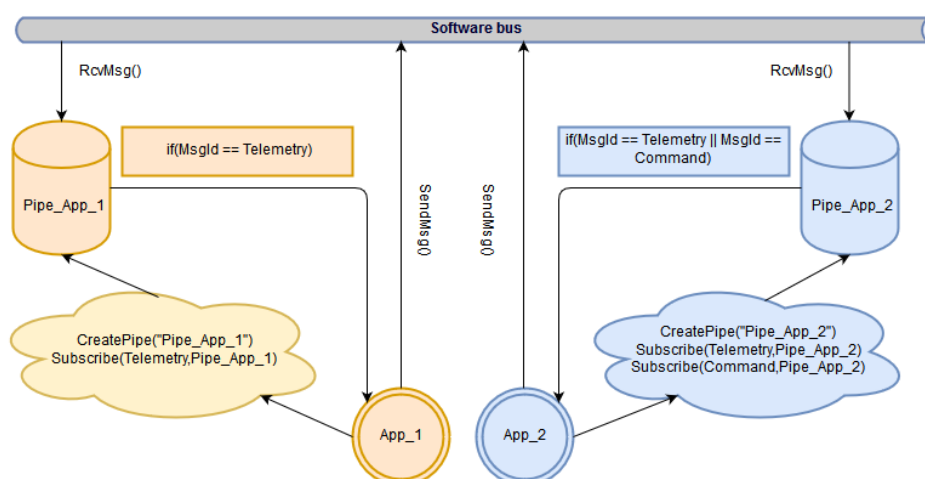 Software bus
RcvMsg()
RcvMsg()
if(MsgId == Telemetry)
if(MsgId == Telemetry || MsgId ==
Command)
Pipe_App_1
SendMsg()
SendMsg()
Pipe_App_2
CreatePipe("Pipe_App_1")
Subscribe(Telemetry,Pipe_App_1)
CreatePipe("Pipe_App_2")
Subscribe(Telemetry,Pipe_App_2)
Subscribe(Command,Pipe_App_2)
App_1
App_2